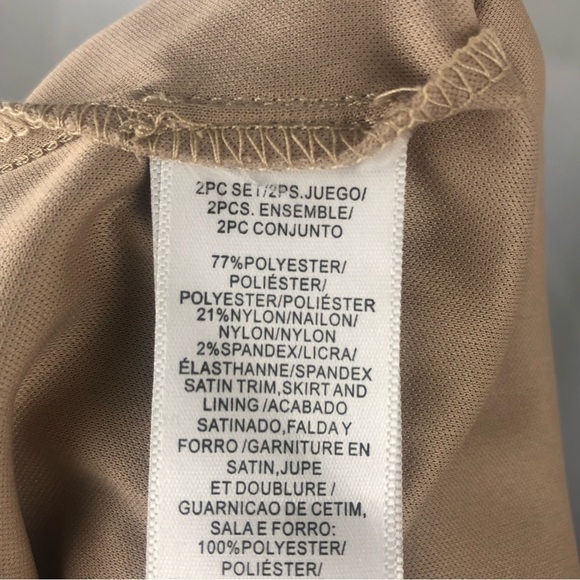 2PC SET/2PS.JUEGO/
2PCS. ENSEMBLE/
2PC CONJUNTO
77%POLYESTER/
POLIÉSTER/
POLYESTER/POLIÉSTER
21%NYLON/NAILON/
NYLON/NYLON
2%SPANDEX/LICRA/
ÉLASTHANNE/SPANDEX
SATIN TRIM,SKIRT AND
LINING/ACABADO
SATINADO,FALDA Y
FORRO/GARNITURE EN
SATIN,JUPE
ET DOUBLURE/
GUARNICAO DE CETIM,
SALA E FORRO:
100%POLYESTER/
POLIÉSTER/